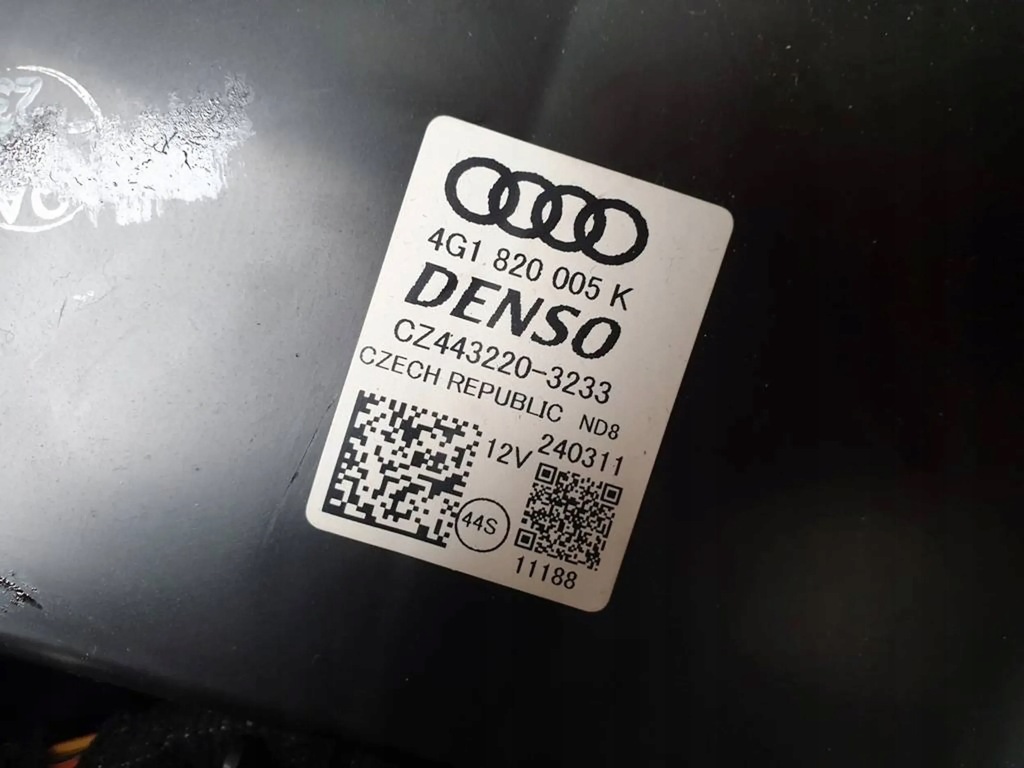 4G1 820 005 K
DENSO
CZ443220-3233
CZECH REPUBLIC ND8
12V 240311
44S
11188